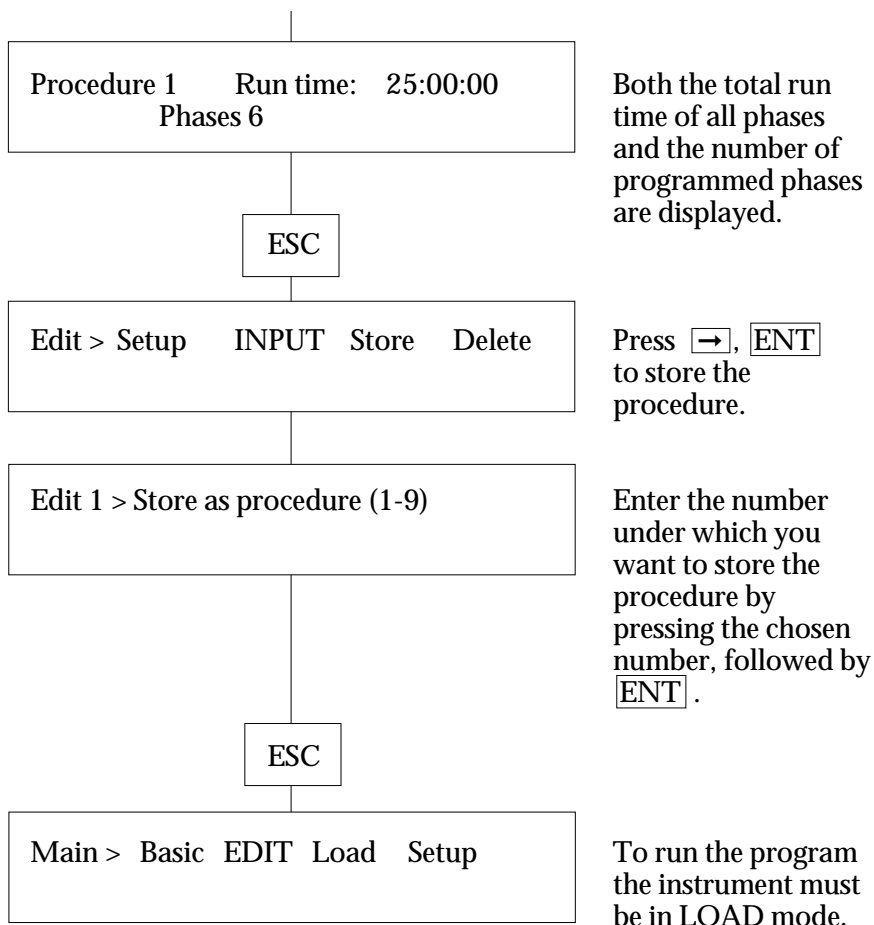 Procedure 1 Run time: 25:00:00
Phases 6
Both the total run
time of all phases
and the number of
programmed phases
are displayed.
ESC
Edit > Setup INPUT Store Delete
Press →, ENT
to store the
procedure.
Edit 1 > Store as procedure (1-9)
Enter the number
under which you
want to store the
procedure by
pressing the chosen
number, followed by
ENT .
ESC
Main > Basic EDIT Load Setup
To run the program
the instrument must
be in LOAD mode.